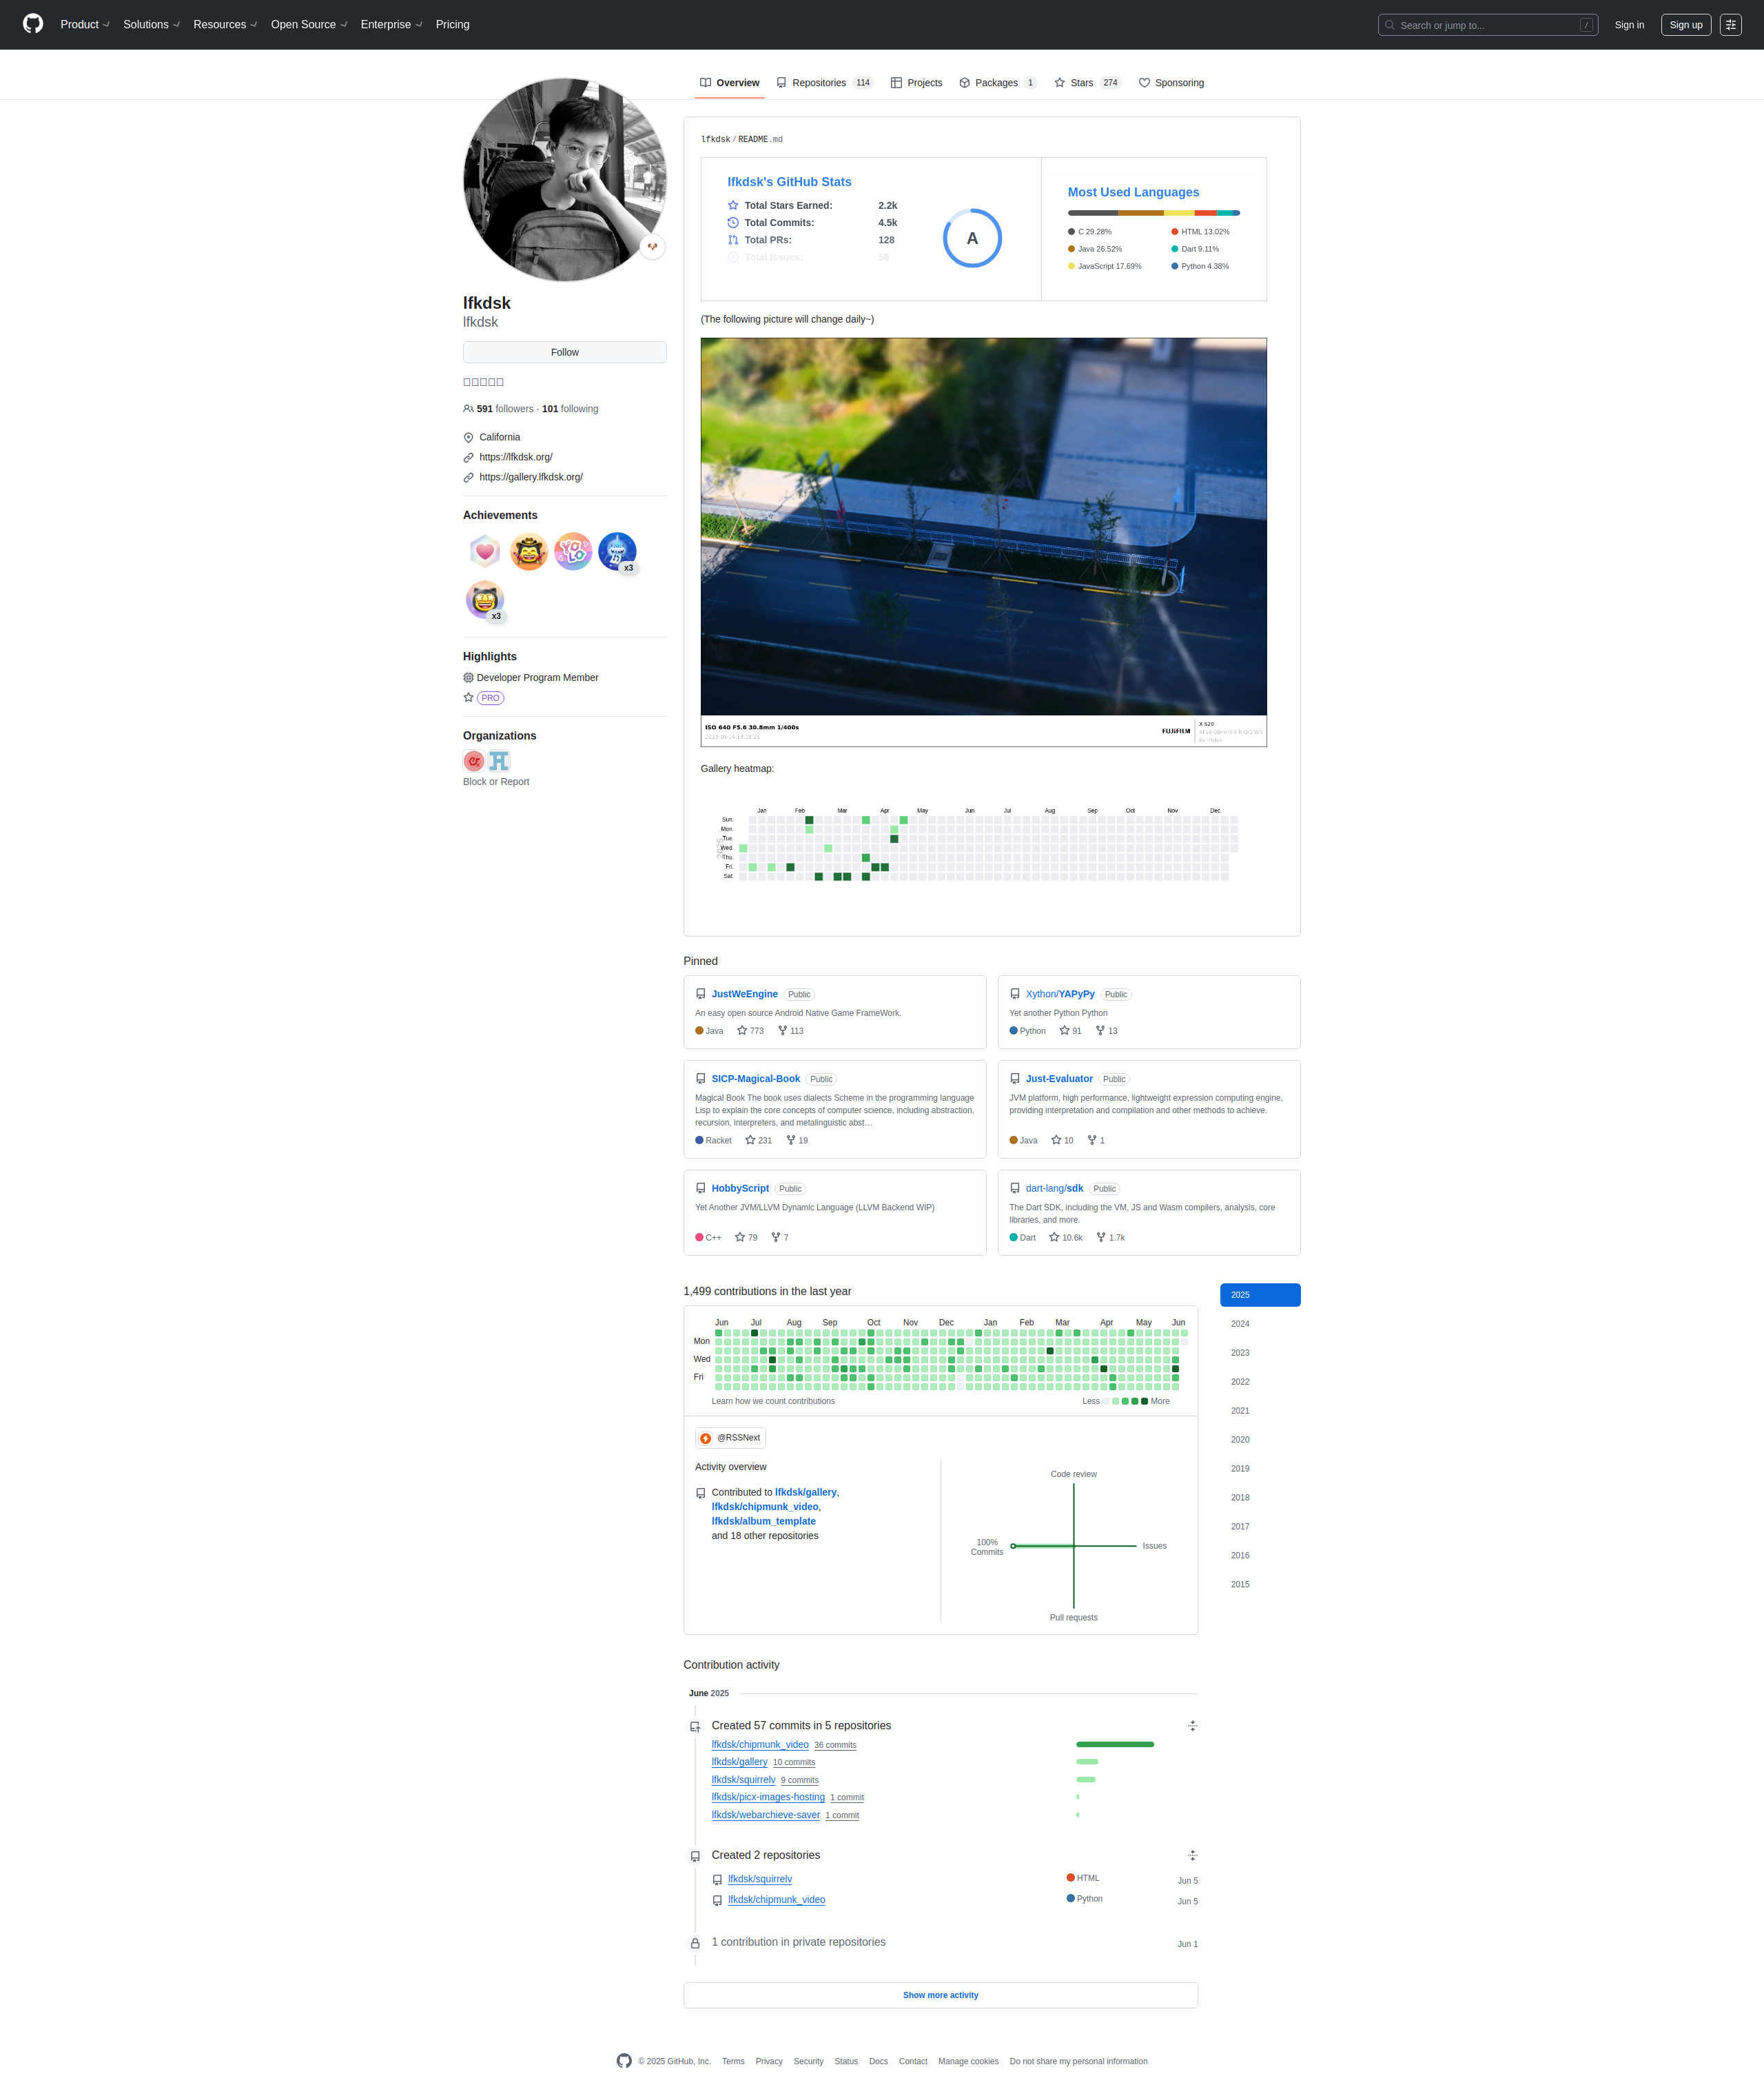 Product Solutions Resources Open Source Enterprise Pricing
Search or jump to... /
Sign in
Sign up
Overview Repositories 114 Projects Packages 1 Stars 274 Sponsoring
lfkdsk
lfkdsk
Follow
591 followers · 101 following
California
https://lfkdsk.org/
https://gallery.lfkdsk.org/
Achievements
YOLO
x3
x3
Highlights
Developer Program Member
PRO
Organizations
Block or Report
lfkdsk/README.md
lfkdsk's GitHub Stats
Total Stars Earned: 2.2k
Total Commits: 4.5k
Total PRs: 128
Total Issues: 56
A
Most Used Languages
C 29.28% HTML 13.02%
Java 26.52% Dart 9.11%
JavaScript 17.69% Python 4.38%
(The following picture will change daily~)
ISO 640 F5.6 30.8mm 1/400s
FUJIFILM
X-S20
Gallery heatmap:
Jan Feb Mar Apr May Jun Jul Aug Sep Oct Nov Dec
Sun.
Mon.
Tue.
Wed.
Thu.
Fri.
Sat.
Pinned
JustWeEngine Public
An easy open source Android Native Game FrameWork.
Java 773 113
Xython/YAPyPy Public
Yet another Python Python
Python 91 13
SICP-Magical-Book Public
Magical Book The book uses dialects Scheme in the programming language
Lisp to explain the core concepts of computer science, including abstraction,
recursion, interpreters, and metalinguistic abst…
Racket 231 19
Just-Evaluator Public
JVM platform, high performance, lightweight expression computing engine,
providing interpretation and compilation and other methods to achieve.
Java 10 1
HobbyScript Public
Yet Another JVM/LLVM Dynamic Language (LLVM Backend WIP)
C++ 79 7
dart-lang/sdk Public
The Dart SDK, including the VM, JS and Wasm compilers, analysis, core
libraries, and more.
Dart 10.6k 1.7k
1,499 contributions in the last year
Jun Jul Aug Sep Oct Nov Dec Jan Feb Mar Apr May Jun
Mon
Wed
Fri
Learn how we count contributions
Less More
@RSSNext
Activity overview
Contributed to lfkdsk/gallery,
lfkdsk/chipmunk_video,
lfkdsk/album_template
and 18 other repositories
Code review
100%
Commits
Issues
Pull requests
2025
2024
2023
2022
2021
2020
2019
2018
2017
2016
2015
Contribution activity
June 2025
Created 57 commits in 5 repositories
lfkdsk/chipmunk_video 36 commits
lfkdsk/gallery 10 commits
lfkdsk/squirrelv 9 commits
lfkdsk/picx-images-hosting 1 commit
lfkdsk/webarchieve-saver 1 commit
Created 2 repositories
lfkdsk/squirrelv HTML Jun 5
lfkdsk/chipmunk_video Python Jun 5
1 contribution in private repositories Jun 1
Show more activity
© 2025 GitHub, Inc. Terms Privacy Security Status Docs Contact Manage cookies Do not share my personal information